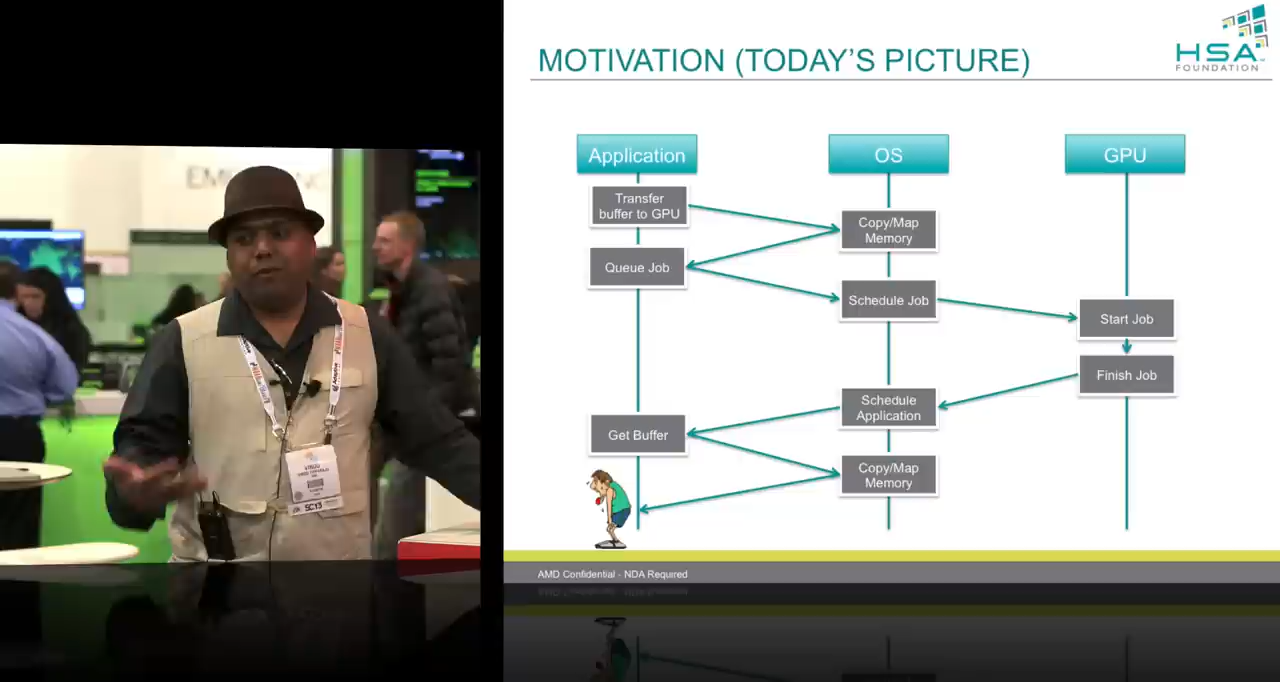 MOTIVATION (TODAY'S PICTURE)
HSA
FOUNDATION
Application
OS
GPU
Transfer
buffer to GPU
Copy/Map
Memory
Queue Job
Schedule Job
Start Job
Finish Job
Schedule
Application
Get Buffer
Copy/Map
Memory
AMD Confidential - NDA Required
SC13